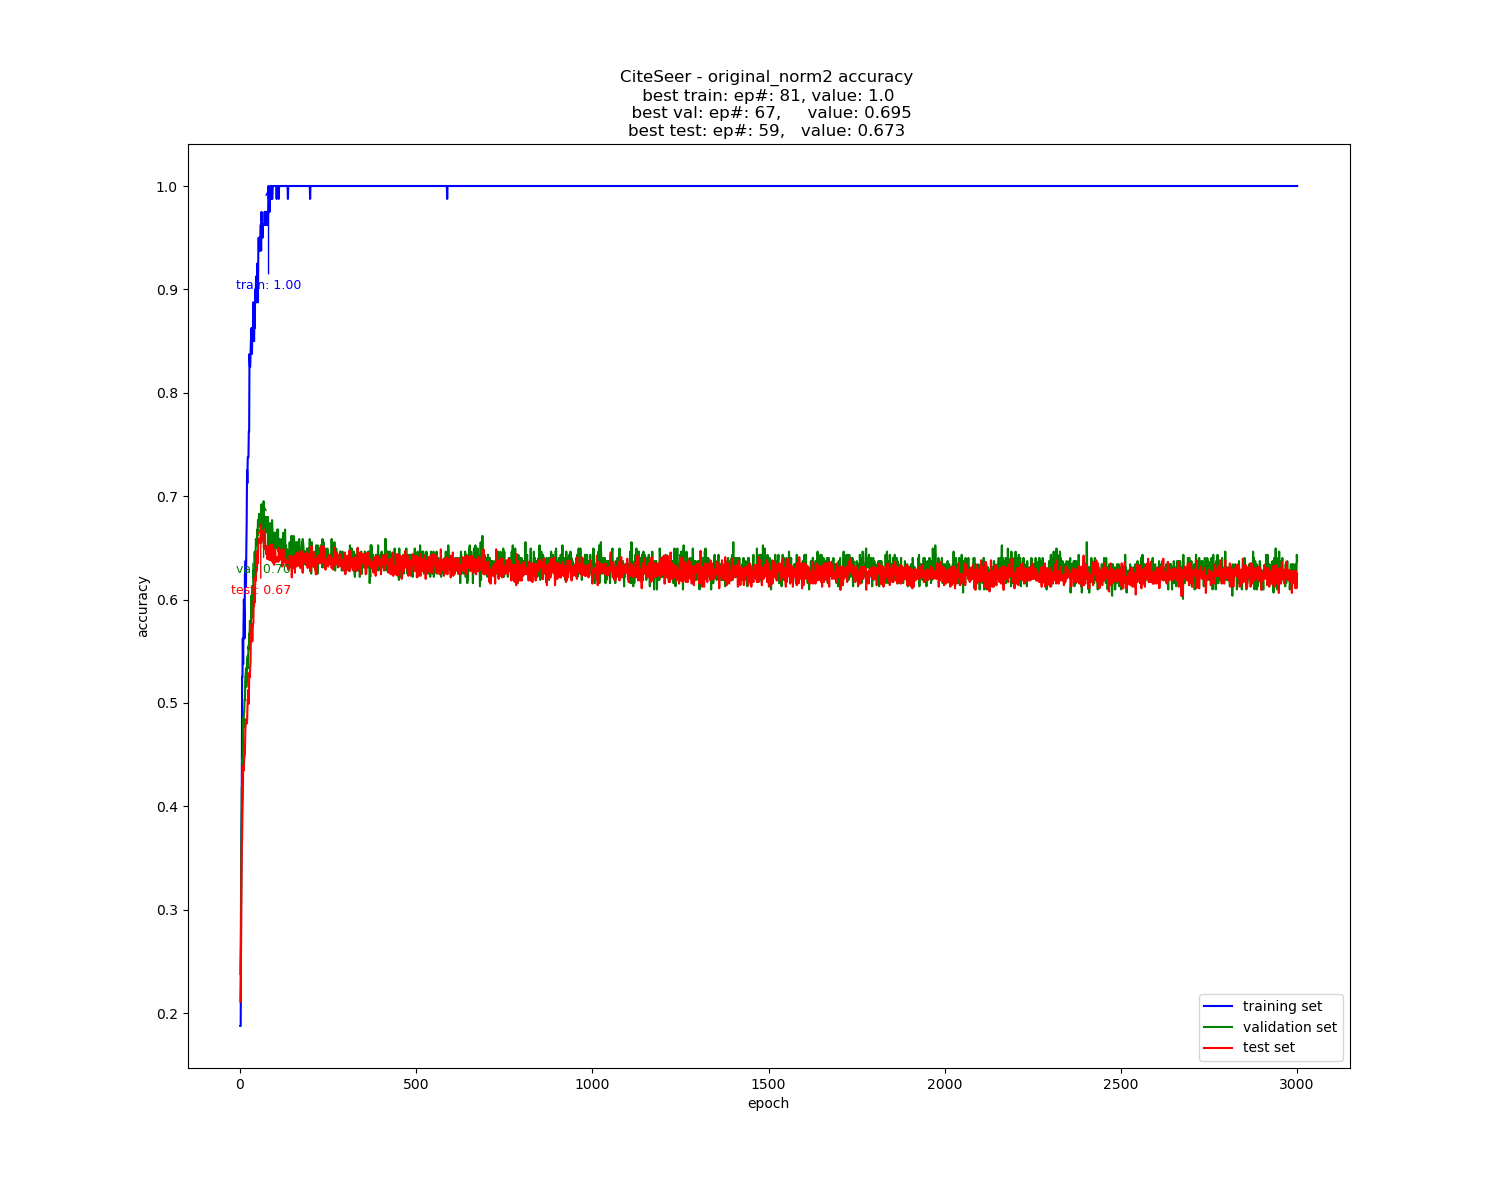 CiteSeer - original_norm2 accuracy
best train: ep#: 81, value: 1.0
best val: ep#: 67, value: 0.695
best test: ep#: 59, value: 0.673
1.0
0.9
0.8
0.7
0.6
0.5
0.4
0.3
0.2
accuracy
train: 1.00
val: 0.70
test: 0.67
training set
validation set
test set
0
500
1000
1500
2000
2500
3000
epoch